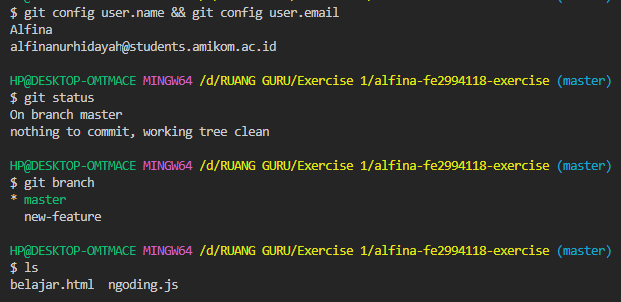 $ git config user.name && git config user.email
Alfina
alfinanurhidayah@students.amikom.ac.id
HP@DESKTOP-OMTMACE MINGW64 /d/RUANG GURU/Exercise 1/alfina-fe2994118-exercise (master)
$ git status
On branch master
nothing to commit, working tree clean
HP@DESKTOP-OMTMACE MINGW64 /d/RUANG GURU/Exercise 1/alfina-fe2994118-exercise (master)
$ git branch
* master
  new-feature
HP@DESKTOP-OMTMACE MINGW64 /d/RUANG GURU/Exercise 1/alfina-fe2994118-exercise (master)
$ ls
belajar.html  ngoding.js